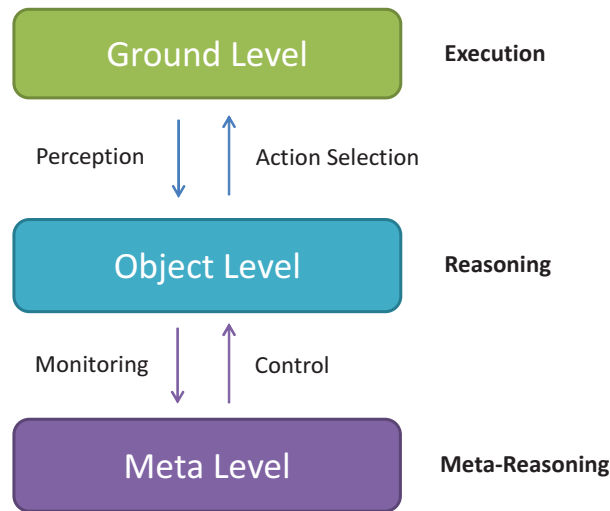 Ground Level
Execution
Perception
Action Selection
Object Level
Reasoning
Monitoring
Control
Meta Level
Meta-Reasoning